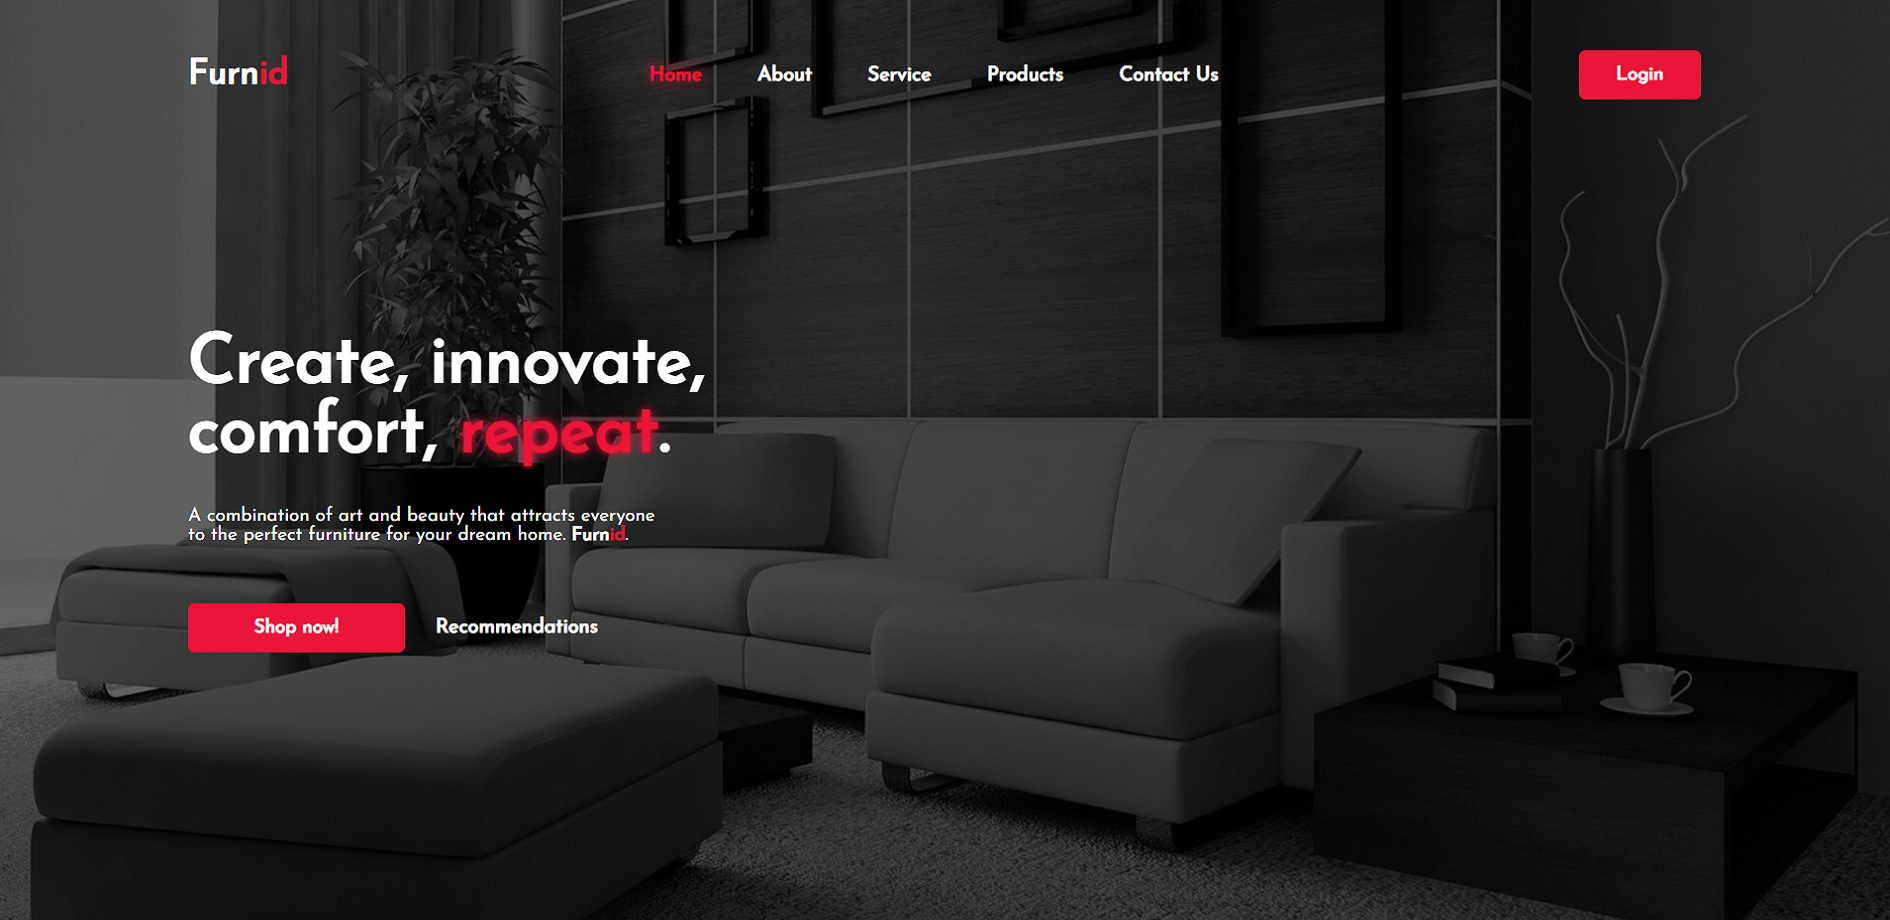 Furnid
Home About Service Products Contact Us
Login
Create, innovate,
comfort, repeat.
A combination of art and beauty that attracts everyone
to the perfect furniture for your dream home. Furnid.
Shop now! Recommendations